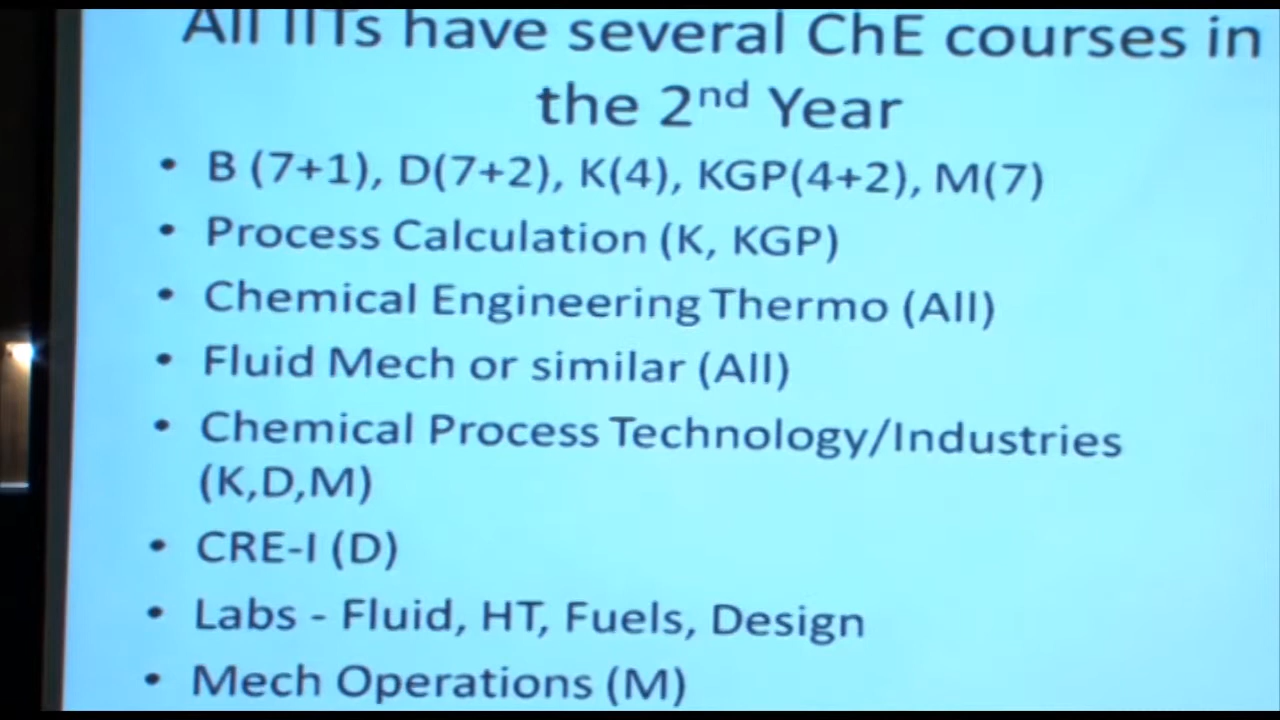 All IITs have several ChE courses in
the 2nd Year
• B (7+1), D(7+2), K(4), KGP(4+2), M(7)
• Process Calculation (K, KGP)
• Chemical Engineering Thermo (All)
• Fluid Mech or similar (All)
• Chemical Process Technology/Industries
(K,D,M)
• CRE-I (D)
• Labs - Fluid, HT, Fuels, Design
• Mech Operations (M)